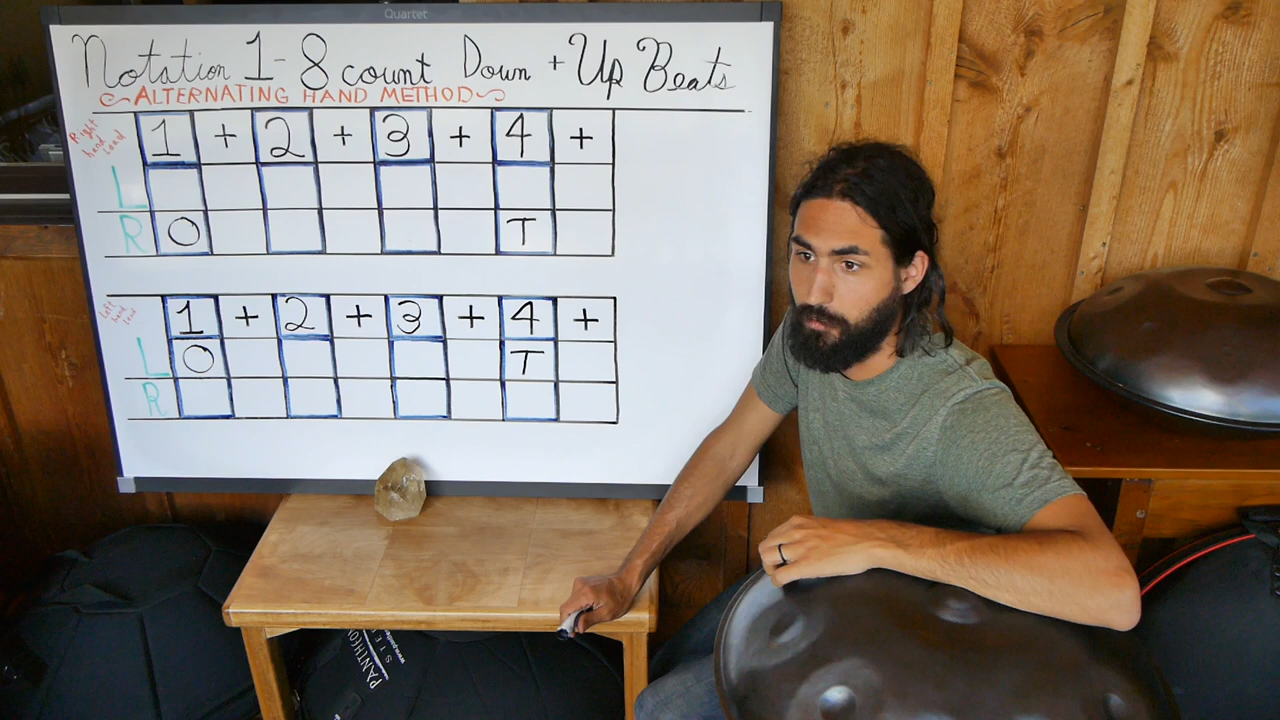 Quartet
Notation 1-8 count Down + Up Beats
ALTERNATING HAND METHOD
Right hand Lead
1 + 2 + 3 + 4 +
L
R O T
Left hand Lead
1 + 2 + 3 + 4 +
L O T
R
PANTHEON
STEEL